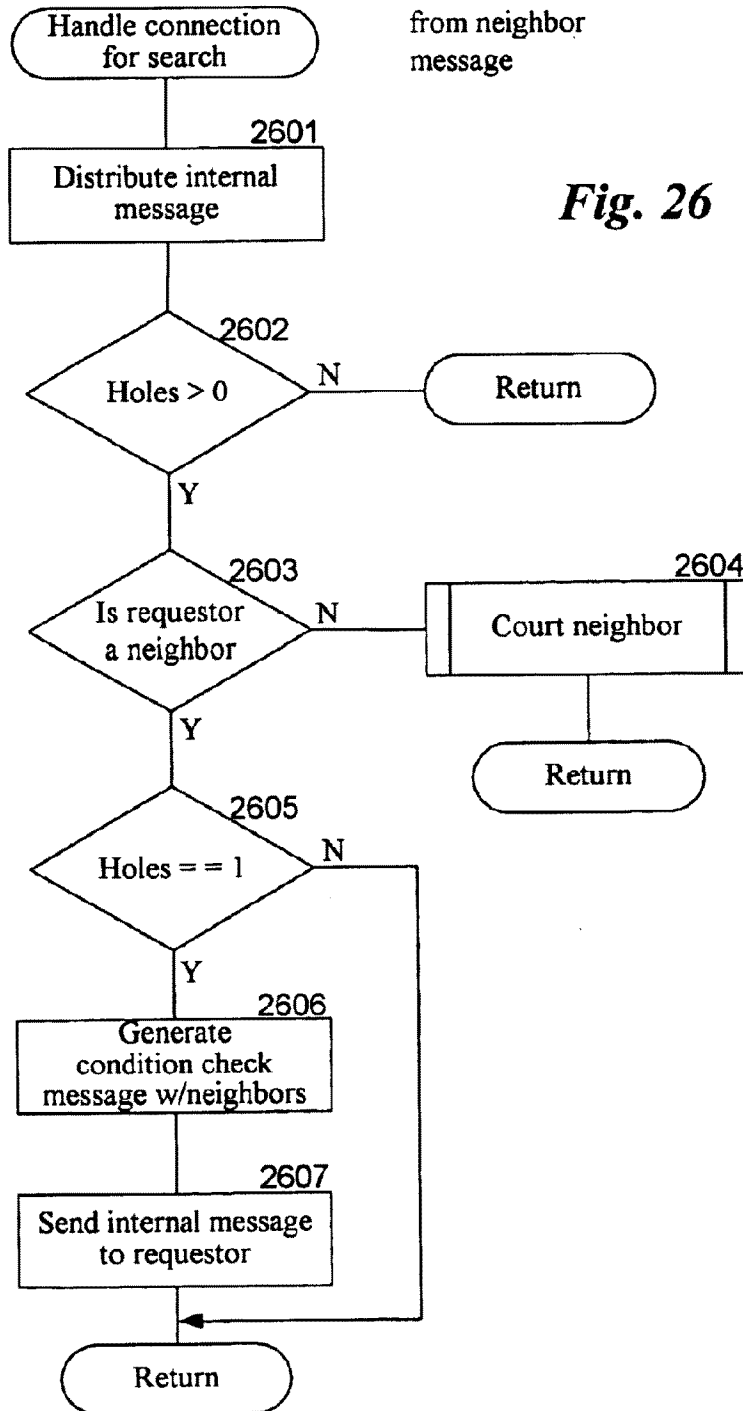 Handle connection
for search
from neighbor
message
2601
Distribute internal
message
Fig. 26
2602
Holes > 0
N
Return
Y
2603
Is requestor
a neighbor
N
2604
Court neighbor
Return
Y
2605
Holes = = 1
N
Y
2606
Generate
condition check
message w/neighbors
2607
Send internal message
to requestor
Return